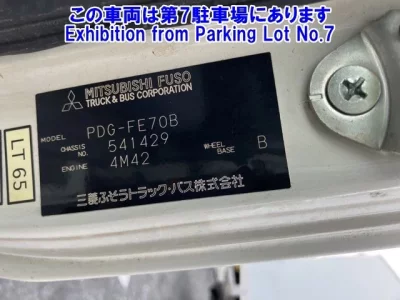 この車両は第７駐車場にあります
Exhibition from Parking Lot No.7
MITSUBISHI FUSO
TRUCK & BUS CORPORATION
MODEL PDG-FE70B
CHASSIS NO. 541429 WHEEL BASE B
ENGINE 4M42
三菱ふそうトラック・バス株式会社
LT65